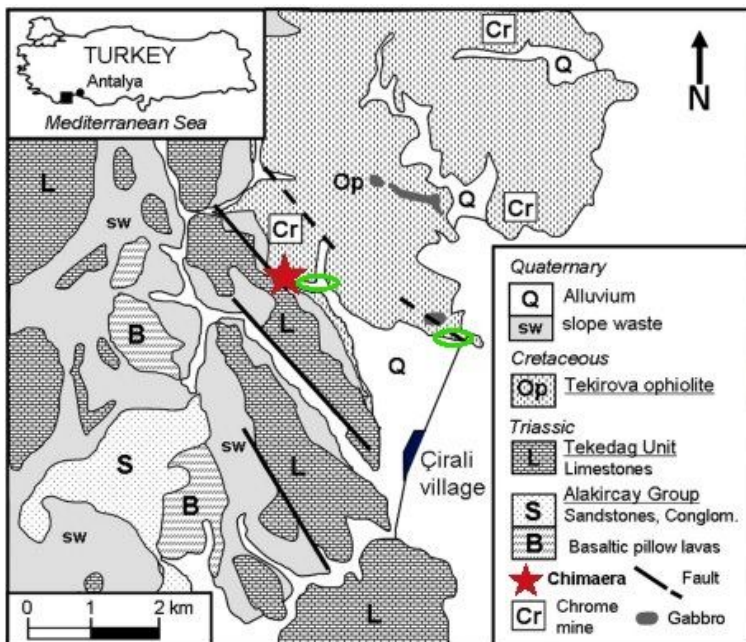 TURKEY
Antalya
Mediterranean Sea
Cr
Q
N
L
sw
Op
Q
Cr
Cr
L
B
Q
sw
L
S
B
sw
L
Çirali
village
0 1 2 km
Quaternary
Q Alluvium
sw slope waste
Cretaceous
Op Tekirova ophiolite
Triassic
L Tekedag Unit
Limestones
S Alakircay Group
Sandstones, Conglom.
B Basaltic pillow lavas
Chimaera Fault
Cr Chrome
mine
Gabbro